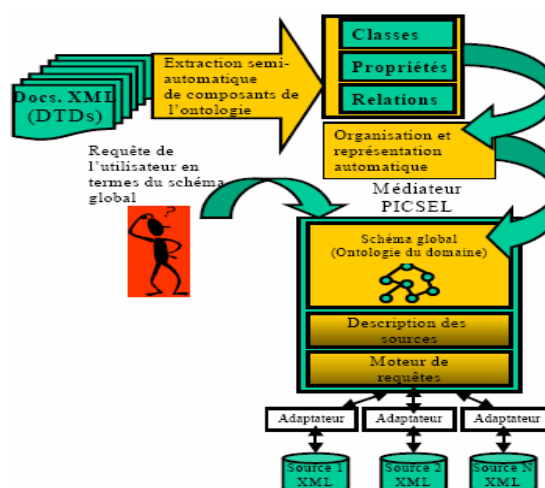 Docs. XML
(DTDs)
Extraction semi-
automatique
de composants de
l'ontologie
Classes
Propriétés
Relations
Organisation et
représentation
automatique
Requête de
l'utilisateur en
termes du schéma
global
?
Médiateur
PICSEL
Schéma global
(Ontologie du domaine)
Description des
sources
Moteur de
requêtes
Adaptateur
Adaptateur
Adaptateur
Source 1
XML
Source 2
XML
Source N
XML